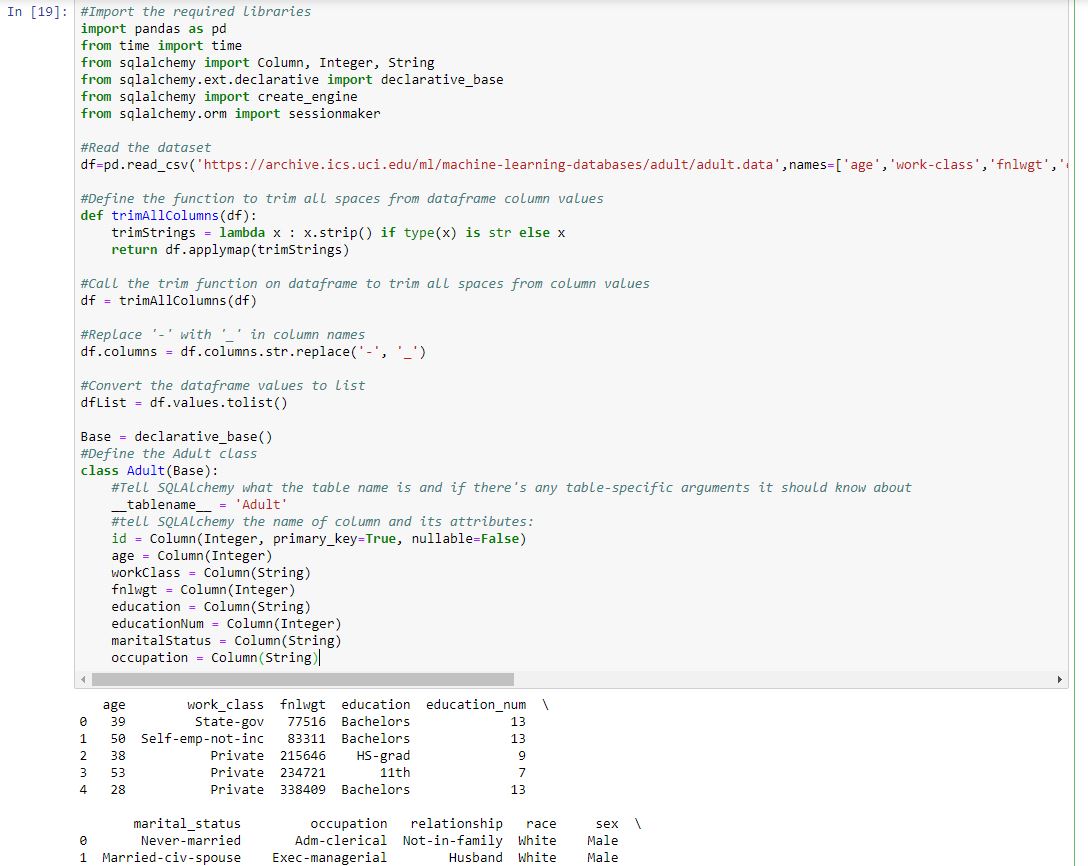 In [19]: #Import the required libraries
import pandas as pd
from time import time
from sqlalchemy import Column, Integer, String
from sqlalchemy.ext.declarative import declarative_base
from sqlalchemy import create_engine
from sqlalchemy.orm import sessionmaker
#Read the dataset
df=pd.read_csv('https://archive.ics.uci.edu/ml/machine-learning-databases/adult/adult.data',names=['age','work-class','fnlwgt','
#Define the function to trim all spaces from dataframe column values
def trimAllColumns(df):
    trimStrings = lambda x : x.strip() if type(x) is str else x
    return df.applymap(trimStrings)
#Call the trim function on dataframe to trim all spaces from column values
df = trimAllColumns(df)
#Replace '-' with '_' in column names
df.columns = df.columns.str.replace('-', '_')
#Convert the dataframe values to list
dfList = df.values.tolist()
Base = declarative_base()
#Define the Adult class
class Adult(Base):
    #Tell SQLAlchemy what the table name is and if there's any table-specific arguments it should know about
    __tablename__ = 'Adult'
    #tell SQLAlchemy the name of column and its attributes:
    id = Column(Integer, primary_key=True, nullable=False)
    age = Column(Integer)
    workClass = Column(String)
    fnlwgt = Column(Integer)
    education = Column(String)
    educationNum = Column(Integer)
    maritalStatus = Column(String)
    occupation = Column(String)
age work_class fnlwgt education education_num \
0 39 State-gov 77516 Bachelors 13
1 50 Self-emp-not-inc 83311 Bachelors 13
2 38 Private 215646 HS-grad 9
3 53 Private 234721 11th 7
4 28 Private 338409 Bachelors 13
marital_status occupation relationship race sex \
0 Never-married Adm-clerical Not-in-family White Male
1 Married-civ-spouse Exec-managerial Husband White Male